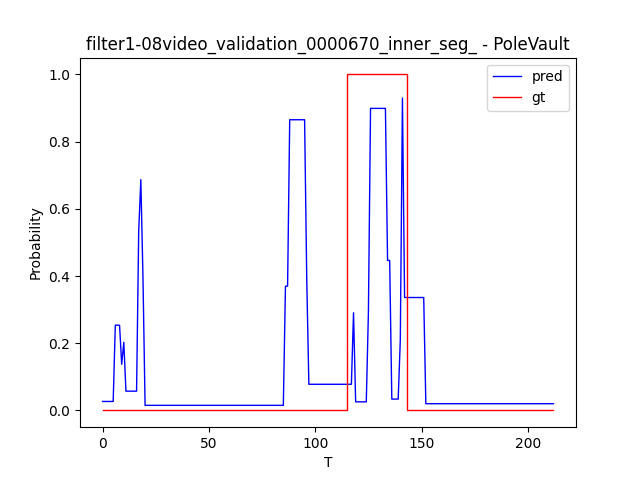 filter1-08video_validation_0000670_inner_seg_ - PoleVault
pred
gt
1.0
0.8
0.6
0.4
0.2
0.0
Probability
0
50
100
150
200
T